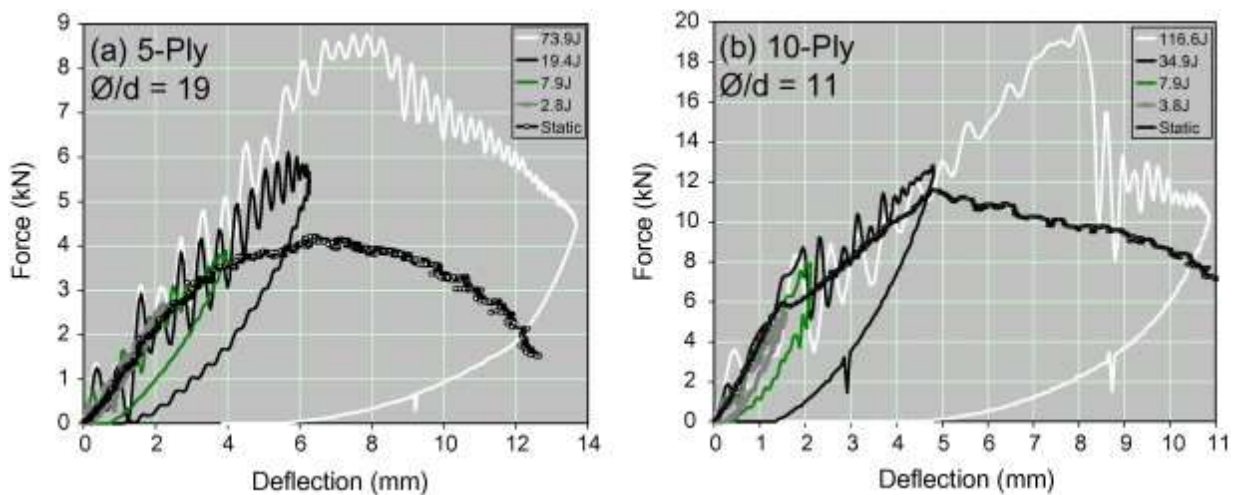 (a) 5-Ply
Ø/d = 19
73.9J
19.4J
7.9J
2.8J
Static
Force (kN)
9
8
7
6
5
4
3
2
1
0
0 2 4 6 8 10 12 14
Deflection (mm)
(b) 10-Ply
Ø/d = 11
116.6J
34.9J
7.9J
3.8J
Static
Force (kN)
20
18
16
14
12
10
8
6
4
2
0
0 1 2 3 4 5 6 7 8 9 10 11
Deflection (mm)